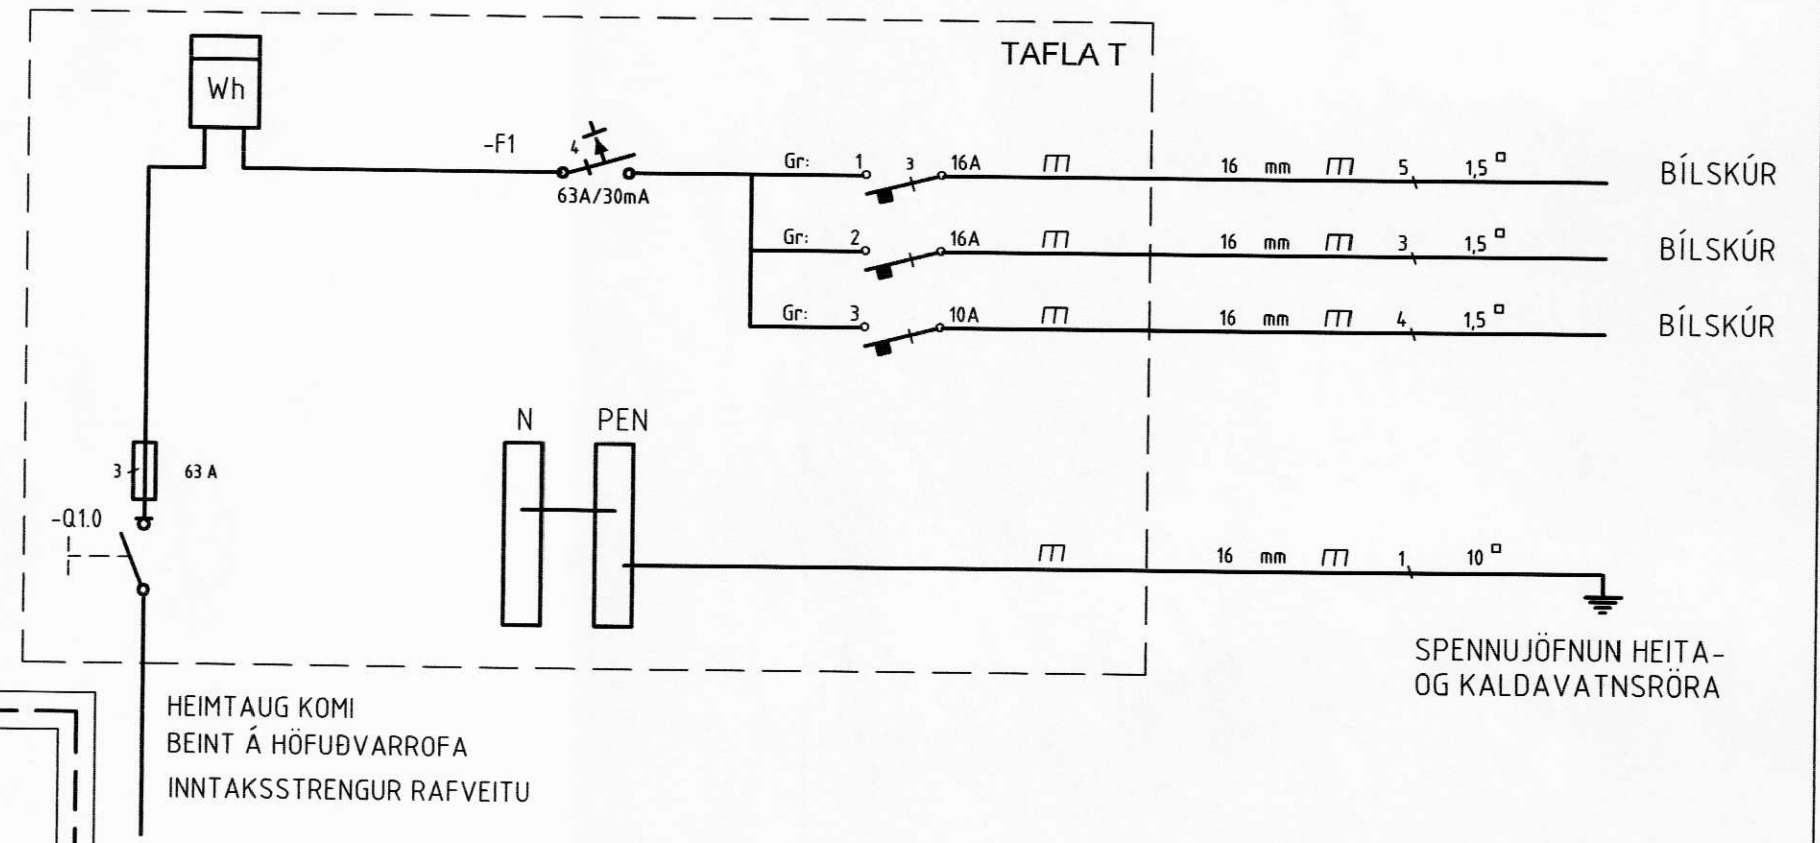 TAFLA T
Wh
-F1
4
63A/30mA
Gr: 1 3 16A 16 mm 5 1,5 BÍLSKÚR
Gr: 2 16A 16 mm 3 1,5 BÍLSKÚR
Gr: 3 10A 16 mm 4 1,5 BÍLSKÚR
N PEN
3 63 A
-Q1.0
16 mm 1 10
SPENNUJÖFNUN HEITA-
OG KALDAVATNSRÖRA
HEIMTAUG KOMI
BEINT Á HÖFUÐVARROFA
INNTAKSSTRENGUR RAFVEITU